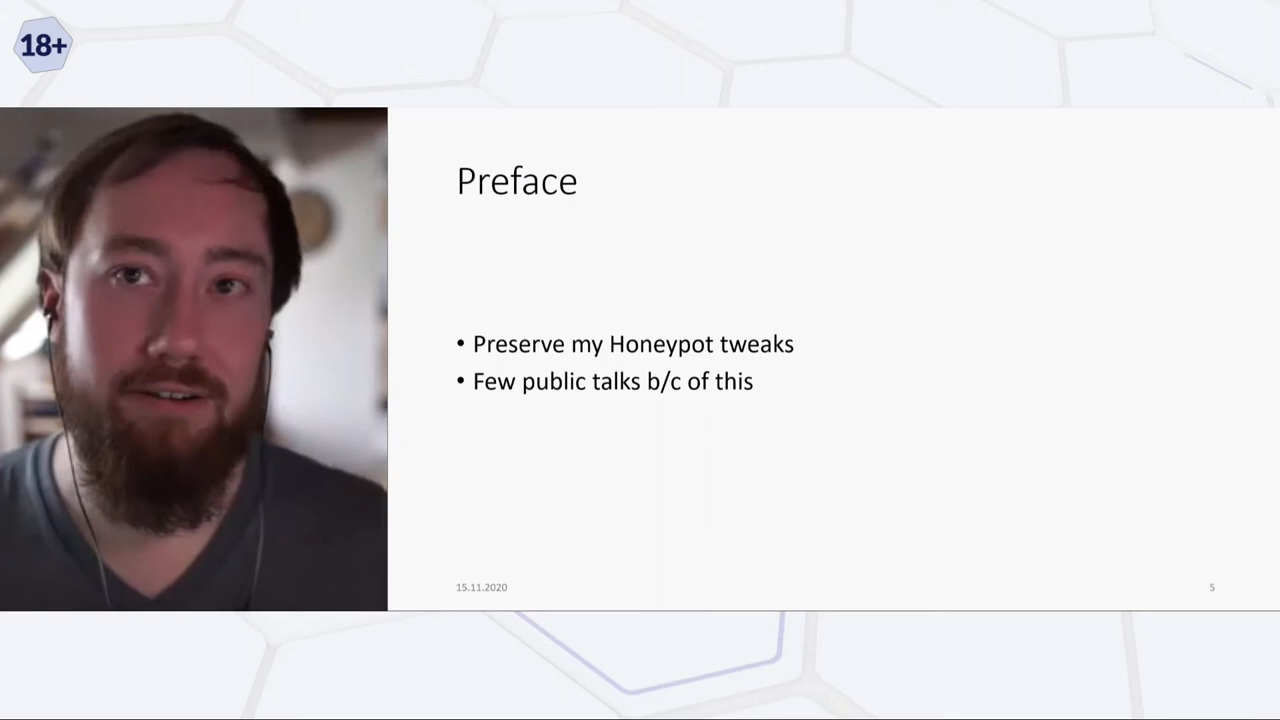 18+
Preface
• Preserve my Honeypot tweaks
• Few public talks b/c of this
15.11.2020
5